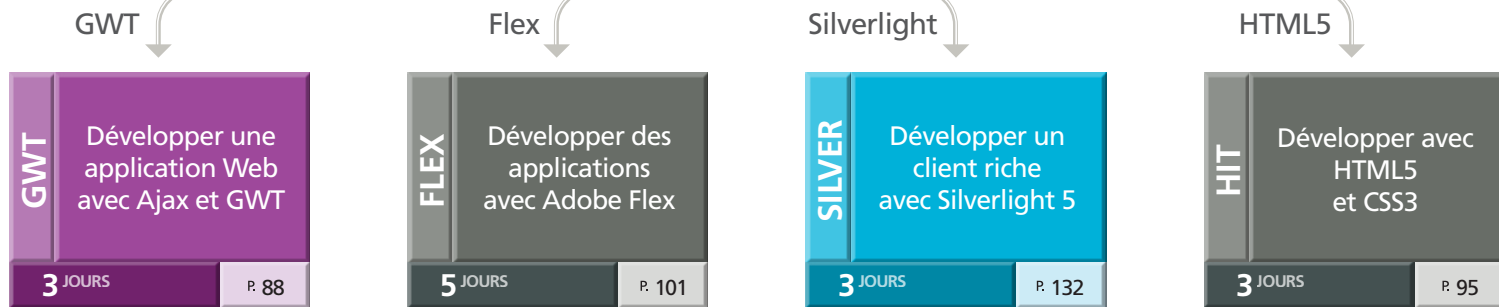 GWT
Flex
Silverlight
HTML5
GWT
Développer une
application Web
avec Ajax et GWT
3 JOURS
P. 88
FLEX
Développer des
applications
avec Adobe Flex
5 JOURS
P. 101
SILVER
Développer un
client riche
avec Silverlight 5
3 JOURS
P. 132
HIT
Développer avec
HTML5
et CSS3
3 JOURS
P. 95